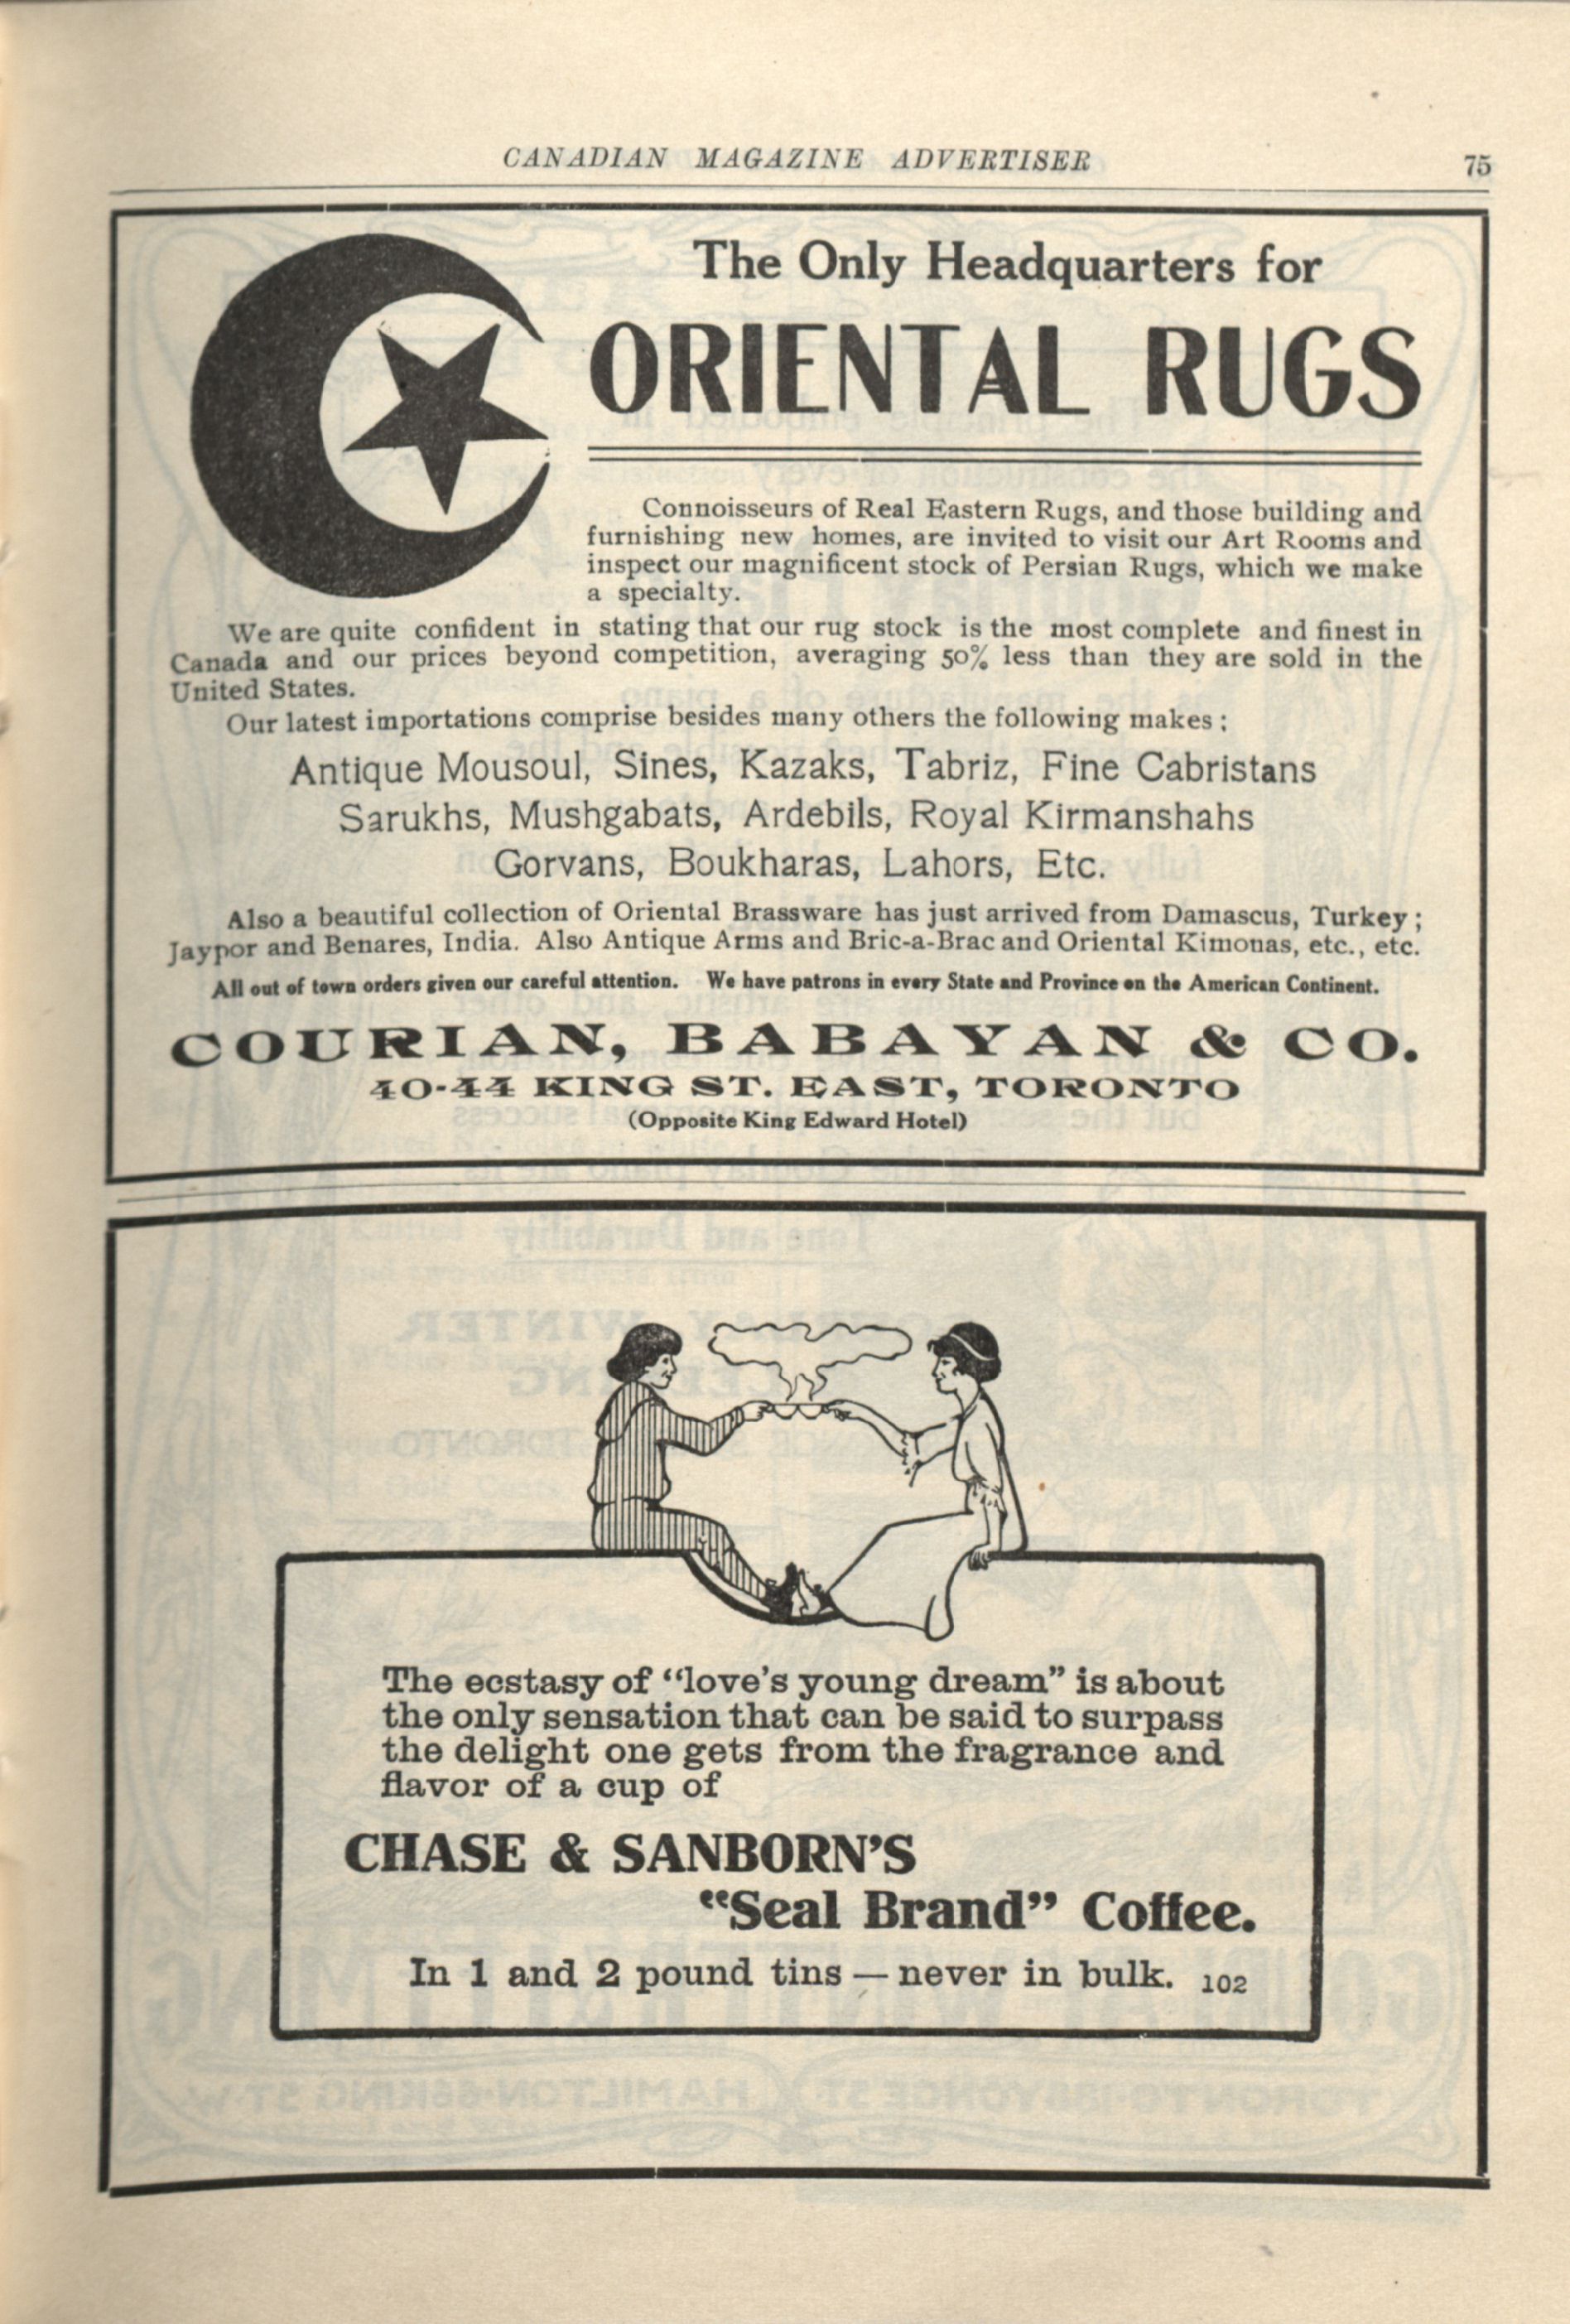 CANADIAN MAGAZINE ADVERTISER 75
The Only Headquarters for
ORIENTAL RUGS
Connoisseurs of Real Eastern Rugs, and those building and
furnishing new homes, are invited to visit our Art Rooms and
inspect our magnificent stock of Persian Rugs, which we make
a specialty.
We are quite confident in stating that our rug stock is the most complete and finest in
Canada and our prices beyond competition, averaging 50% less than they are sold in the
United States.
Our latest importations comprise besides many others the following makes :
Antique Mousoul, Sines, Kazaks, Tabriz, Fine Cabristans
Sarukhs, Mushgabats, Ardebils, Royal Kirmanshahs
Gorvans, Boukharas, Lahors, Etc.
Also a beautiful collection of Oriental Brassware has just arrived from Damascus, Turkey ;
Jaypor and Benares, India. Also Antique Arms and Bric-a-Brac and Oriental Kimonas, etc., etc.
All out of town orders given our careful attention. We have patrons in every State and Province on the American Continent.
COURIAN, BABAYAN & CO.
40-44 KING ST. EAST, TORONTO
(Opposite King Edward Hotel)
The ecstasy of “love’s young dream” is about
the only sensation that can be said to surpass
the delight one gets from the fragrance and
flavor of a cup of
CHASE & SANBORN’S
“Seal Brand” Coffee.
In 1 and 2 pound tins — never in bulk. 102